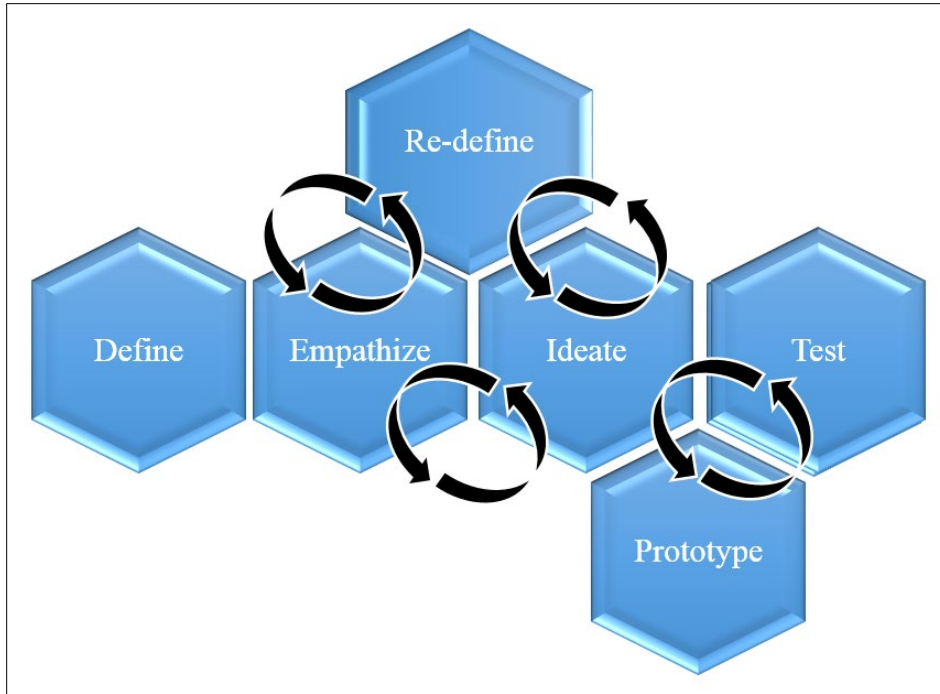 Re-define
Define
Empathize
Ideate
Test
Prototype